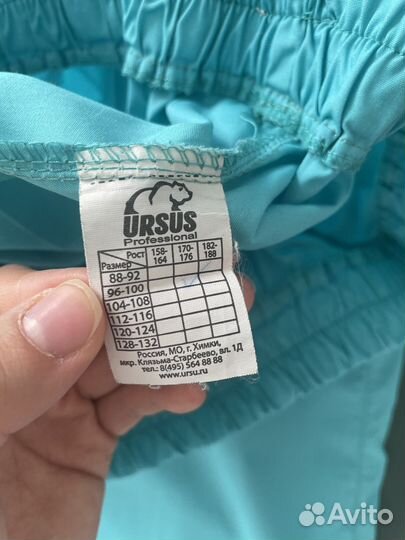 URSUS
Professional
Рост 158-164 170-176 182-188
Размер
88-92
96-100
104-108
112-116
120-124
128-132
Россия, МО, г. Химки,
мкр. Клязьма-Старбеево, вл. 1Д
тел.: 8(495) 564 88 88
www.ursu.ru
Avito